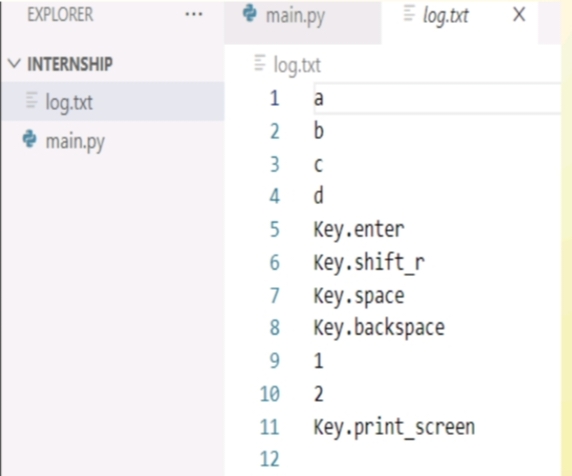 EXPLORER ...
INTERNSHIP
log.txt
main.py
main.py log.txt X
log.txt
1 a
2 b
3 c
4 d
5 Key.enter
6 Key.shift_r
7 Key.space
8 Key.backspace
9 1
10 2
11 Key.print_screen
12